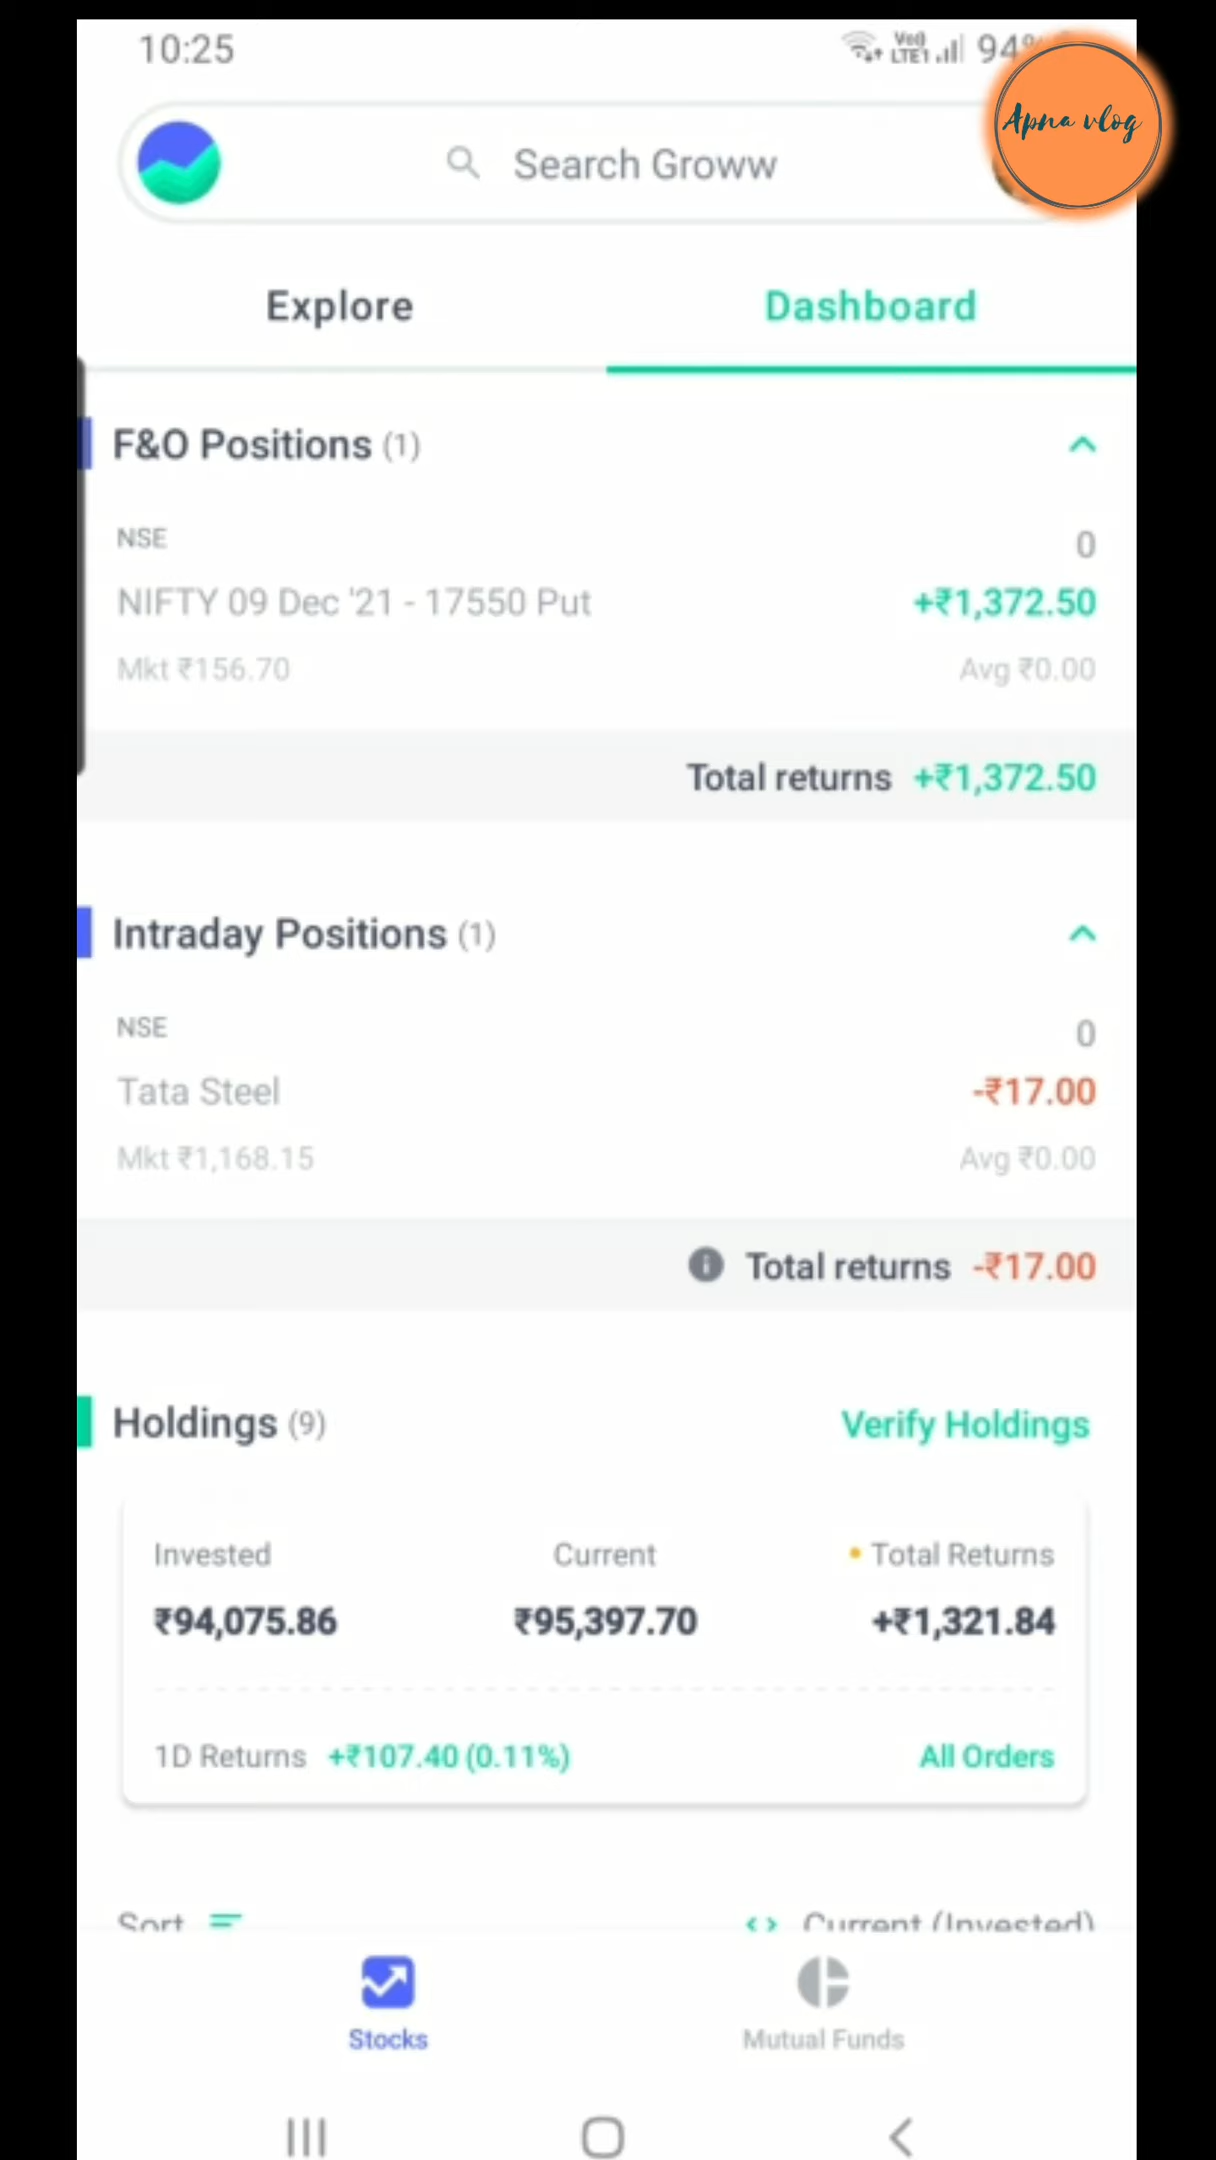 10:25
Vo)) LTE1 94%
Apna vlog
Search Groww
Explore
Dashboard
F&O Positions (1)
NSE
0
NIFTY 09 Dec '21 - 17550 Put
+₹1,372.50
Mkt ₹156.70
Avg ₹0.00
Total returns +₹1,372.50
Intraday Positions (1)
NSE
0
Tata Steel
-₹17.00
Mkt ₹1,168.15
Avg ₹0.00
Total returns -₹17.00
Holdings (9)
Verify Holdings
Invested
Current
Total Returns
₹94,075.86
₹95,397.70
+₹1,321.84
1D Returns +₹107.40 (0.11%)
All Orders
Sort
Current (Invested)
Stocks
Mutual Funds